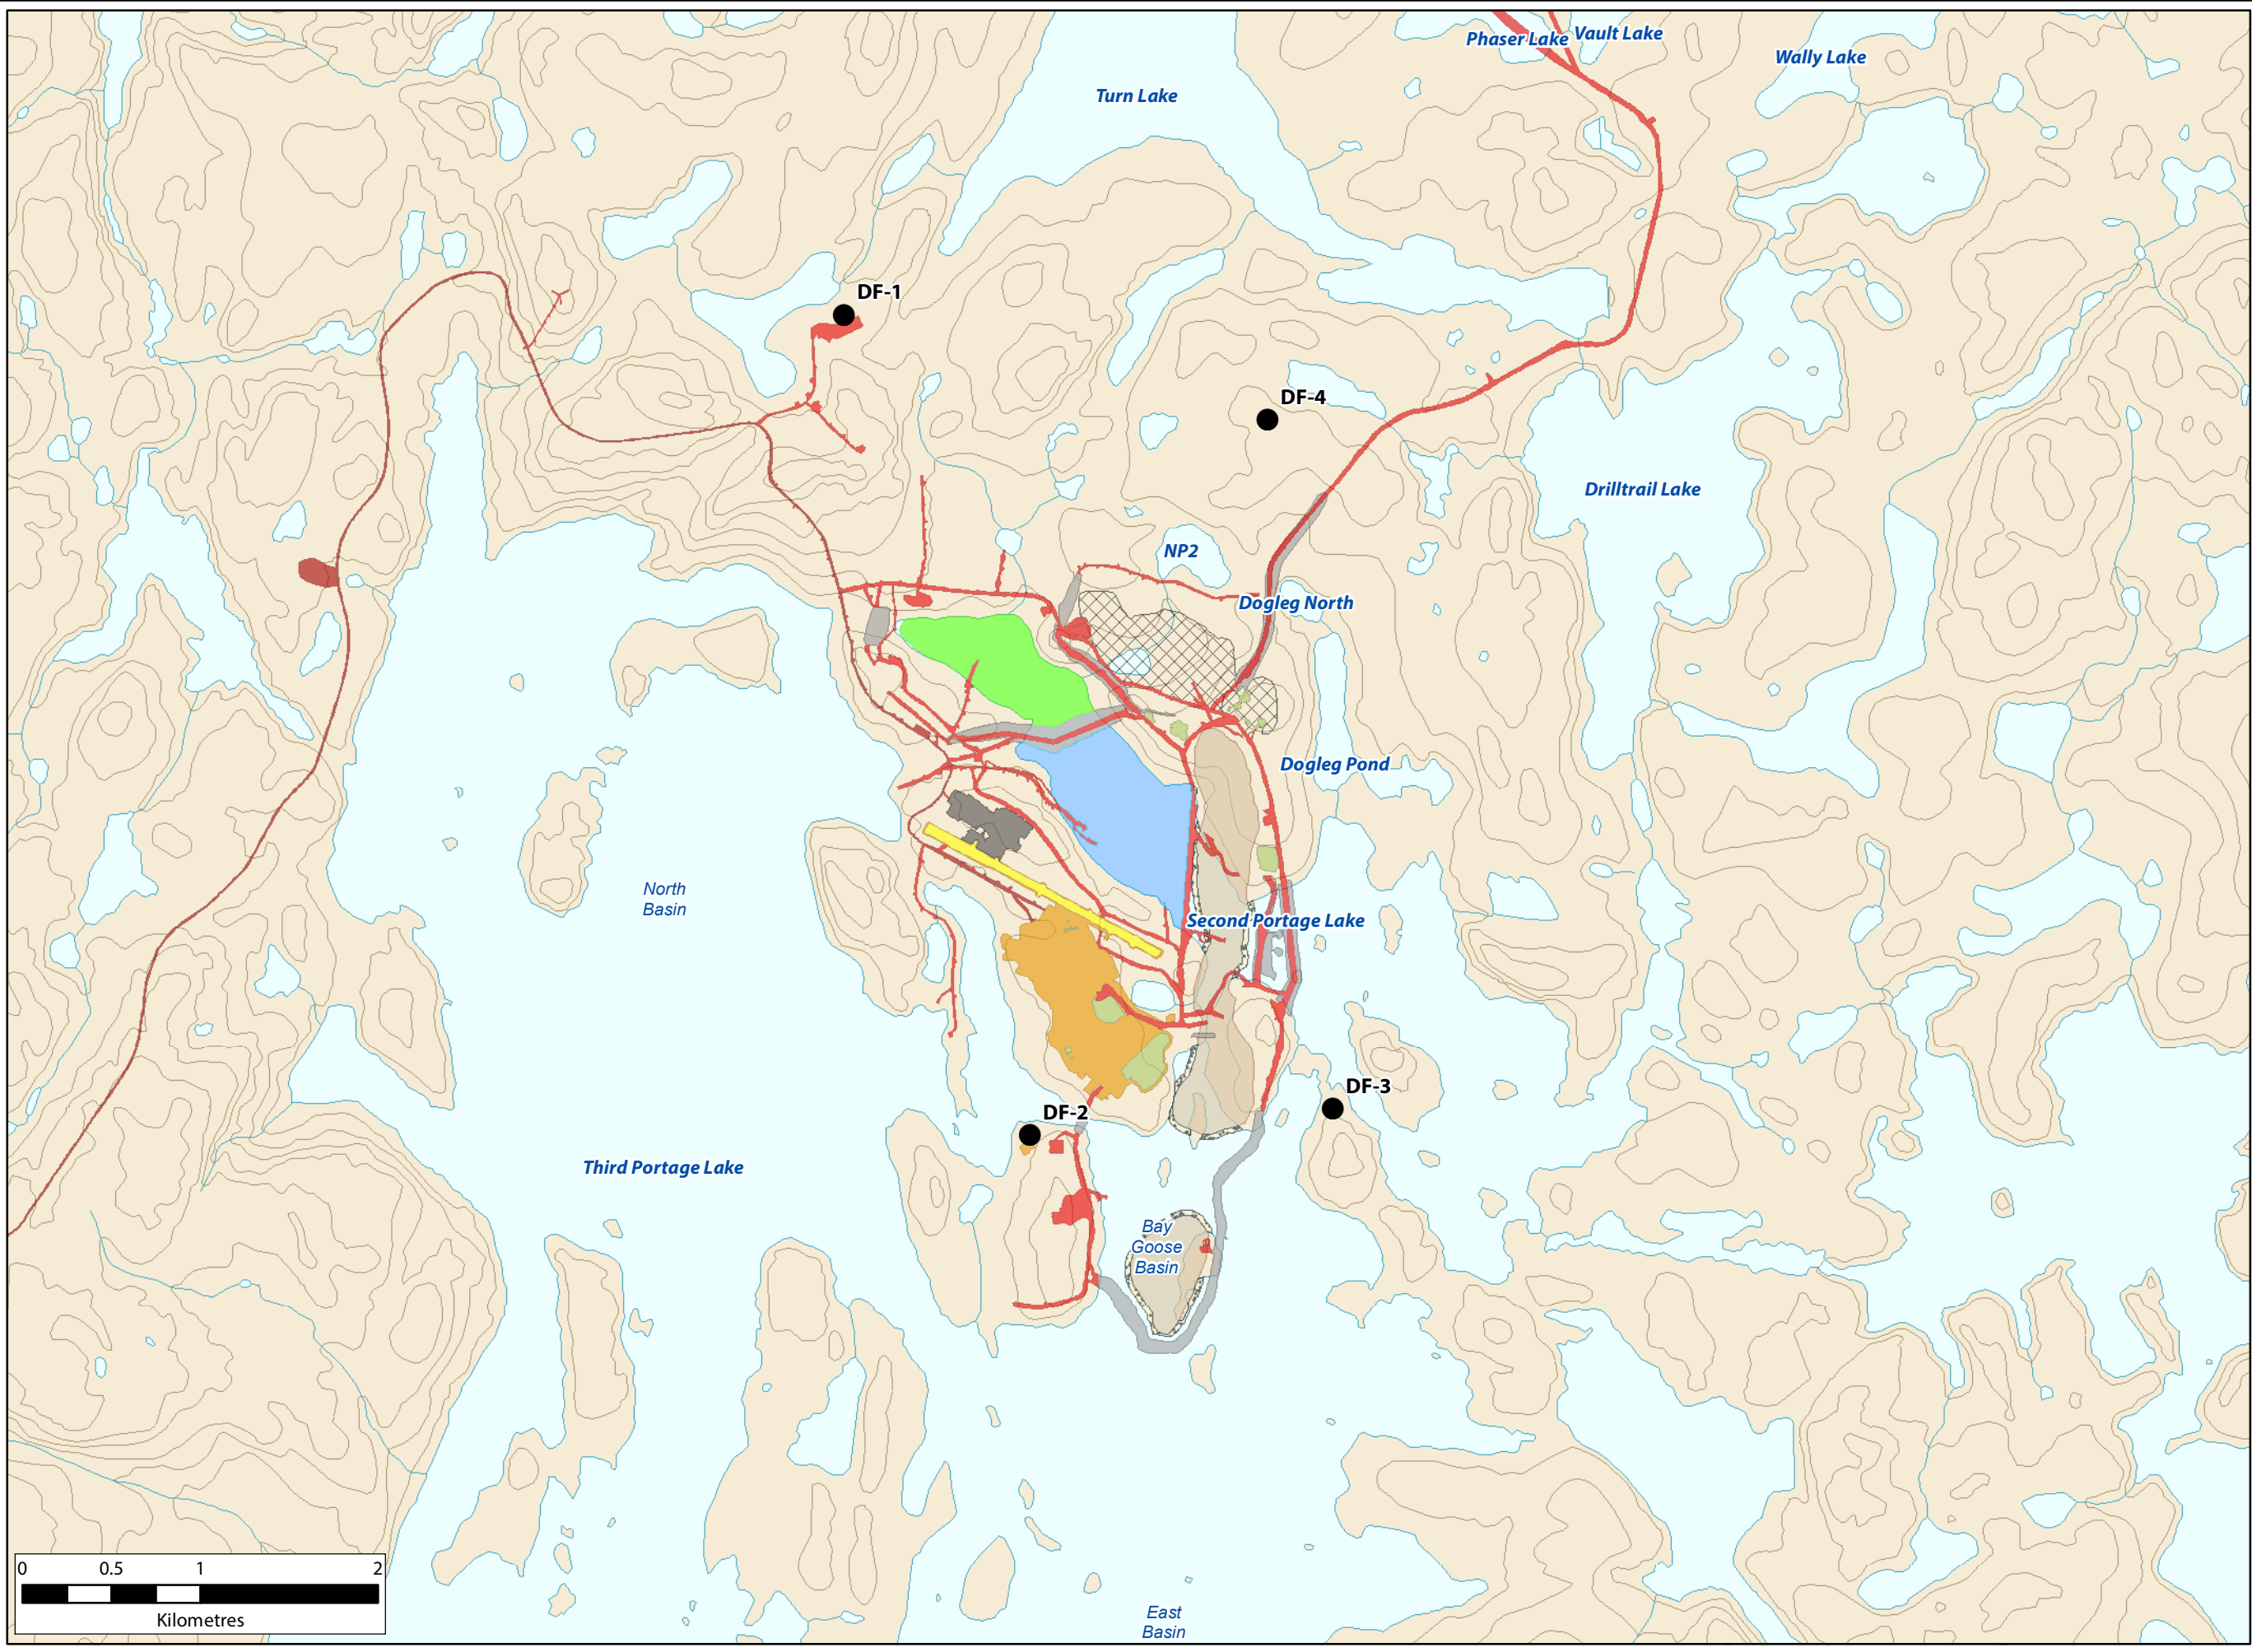 Phaser Lake
Vault Lake
Wally Lake
Turn Lake
DF-1
DF-4
Drilltrail Lake
NP2
Dogleg North
Dogleg Pond
North
Basin
Second Portage Lake
DF-3
DF-2
Third Portage Lake
Bay
Goose
Basin
0 0.5 1 2
Kilometres
East
Basin